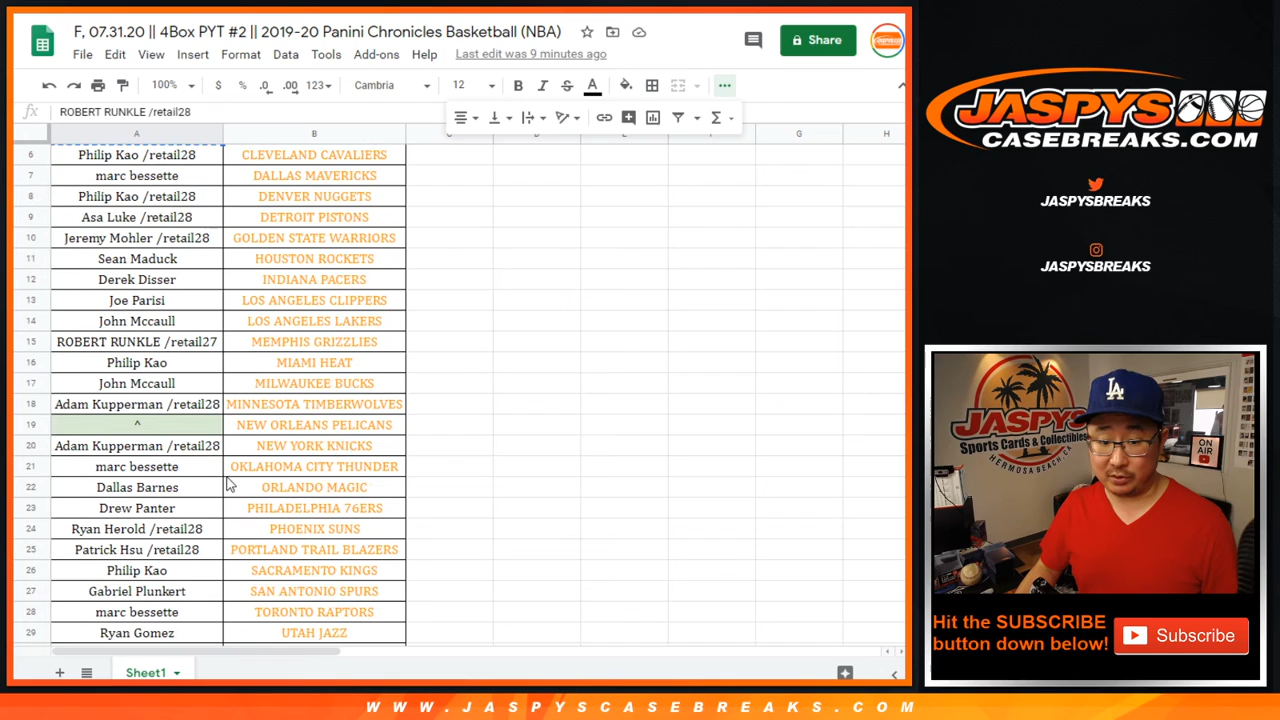 F, 07.31.20 || 4Box PYT #2 || 2019-20 Panini Chronicles Basketball (NBA)
File Edit View Insert Format Data Tools Add-ons Help Last edit was 9 minutes ago
Share
100% $ % .0 .00 123 Cambria 12 B I S A
fx ROBERT RUNKLE /retail28
A B C D E F G H
6 Philip Kao /retail28 CLEVELAND CAVALIERS
7 marc bessette DALLAS MAVERICKS
8 Philip Kao /retail28 DENVER NUGGETS
9 Asa Luke /retail28 DETROIT PISTONS
10 Jeremy Mohler /retail28 GOLDEN STATE WARRIORS
11 Sean Maduck HOUSTON ROCKETS
12 Derek Disser INDIANA PACERS
13 Joe Parisi LOS ANGELES CLIPPERS
14 John Mccaull LOS ANGELES LAKERS
15 ROBERT RUNKLE /retail27 MEMPHIS GRIZZLIES
16 Philip Kao MIAMI HEAT
17 John Mccaull MILWAUKEE BUCKS
18 Adam Kupperman /retail28 MINNESOTA TIMBERWOLVES
19 ^ NEW ORLEANS PELICANS
20 Adam Kupperman /retail28 NEW YORK KNICKS
21 marc bessette OKLAHOMA CITY THUNDER
22 Dallas Barnes ORLANDO MAGIC
23 Drew Panter PHILADELPHIA 76ERS
24 Ryan Herold /retail28 PHOENIX SUNS
25 Patrick Hsu /retail28 PORTLAND TRAIL BLAZERS
26 Philip Kao SACRAMENTO KINGS
27 Gabriel Plunkert SAN ANTONIO SPURS
28 marc bessette TORONTO RAPTORS
29 Ryan Gomez UTAH JAZZ
Sheet1
JASPYS
CASEBREAKS.COM
JASPYSBREAKS
JASPYSBREAKS
JASPYS
Sports Cards & Collectibles
HERMOSA BEACH, CA
ON AIR
LA
Hit the SUBSCRIBE
button down below!
Subscribe
WWW.JASPYSCASEBREAKS.COM